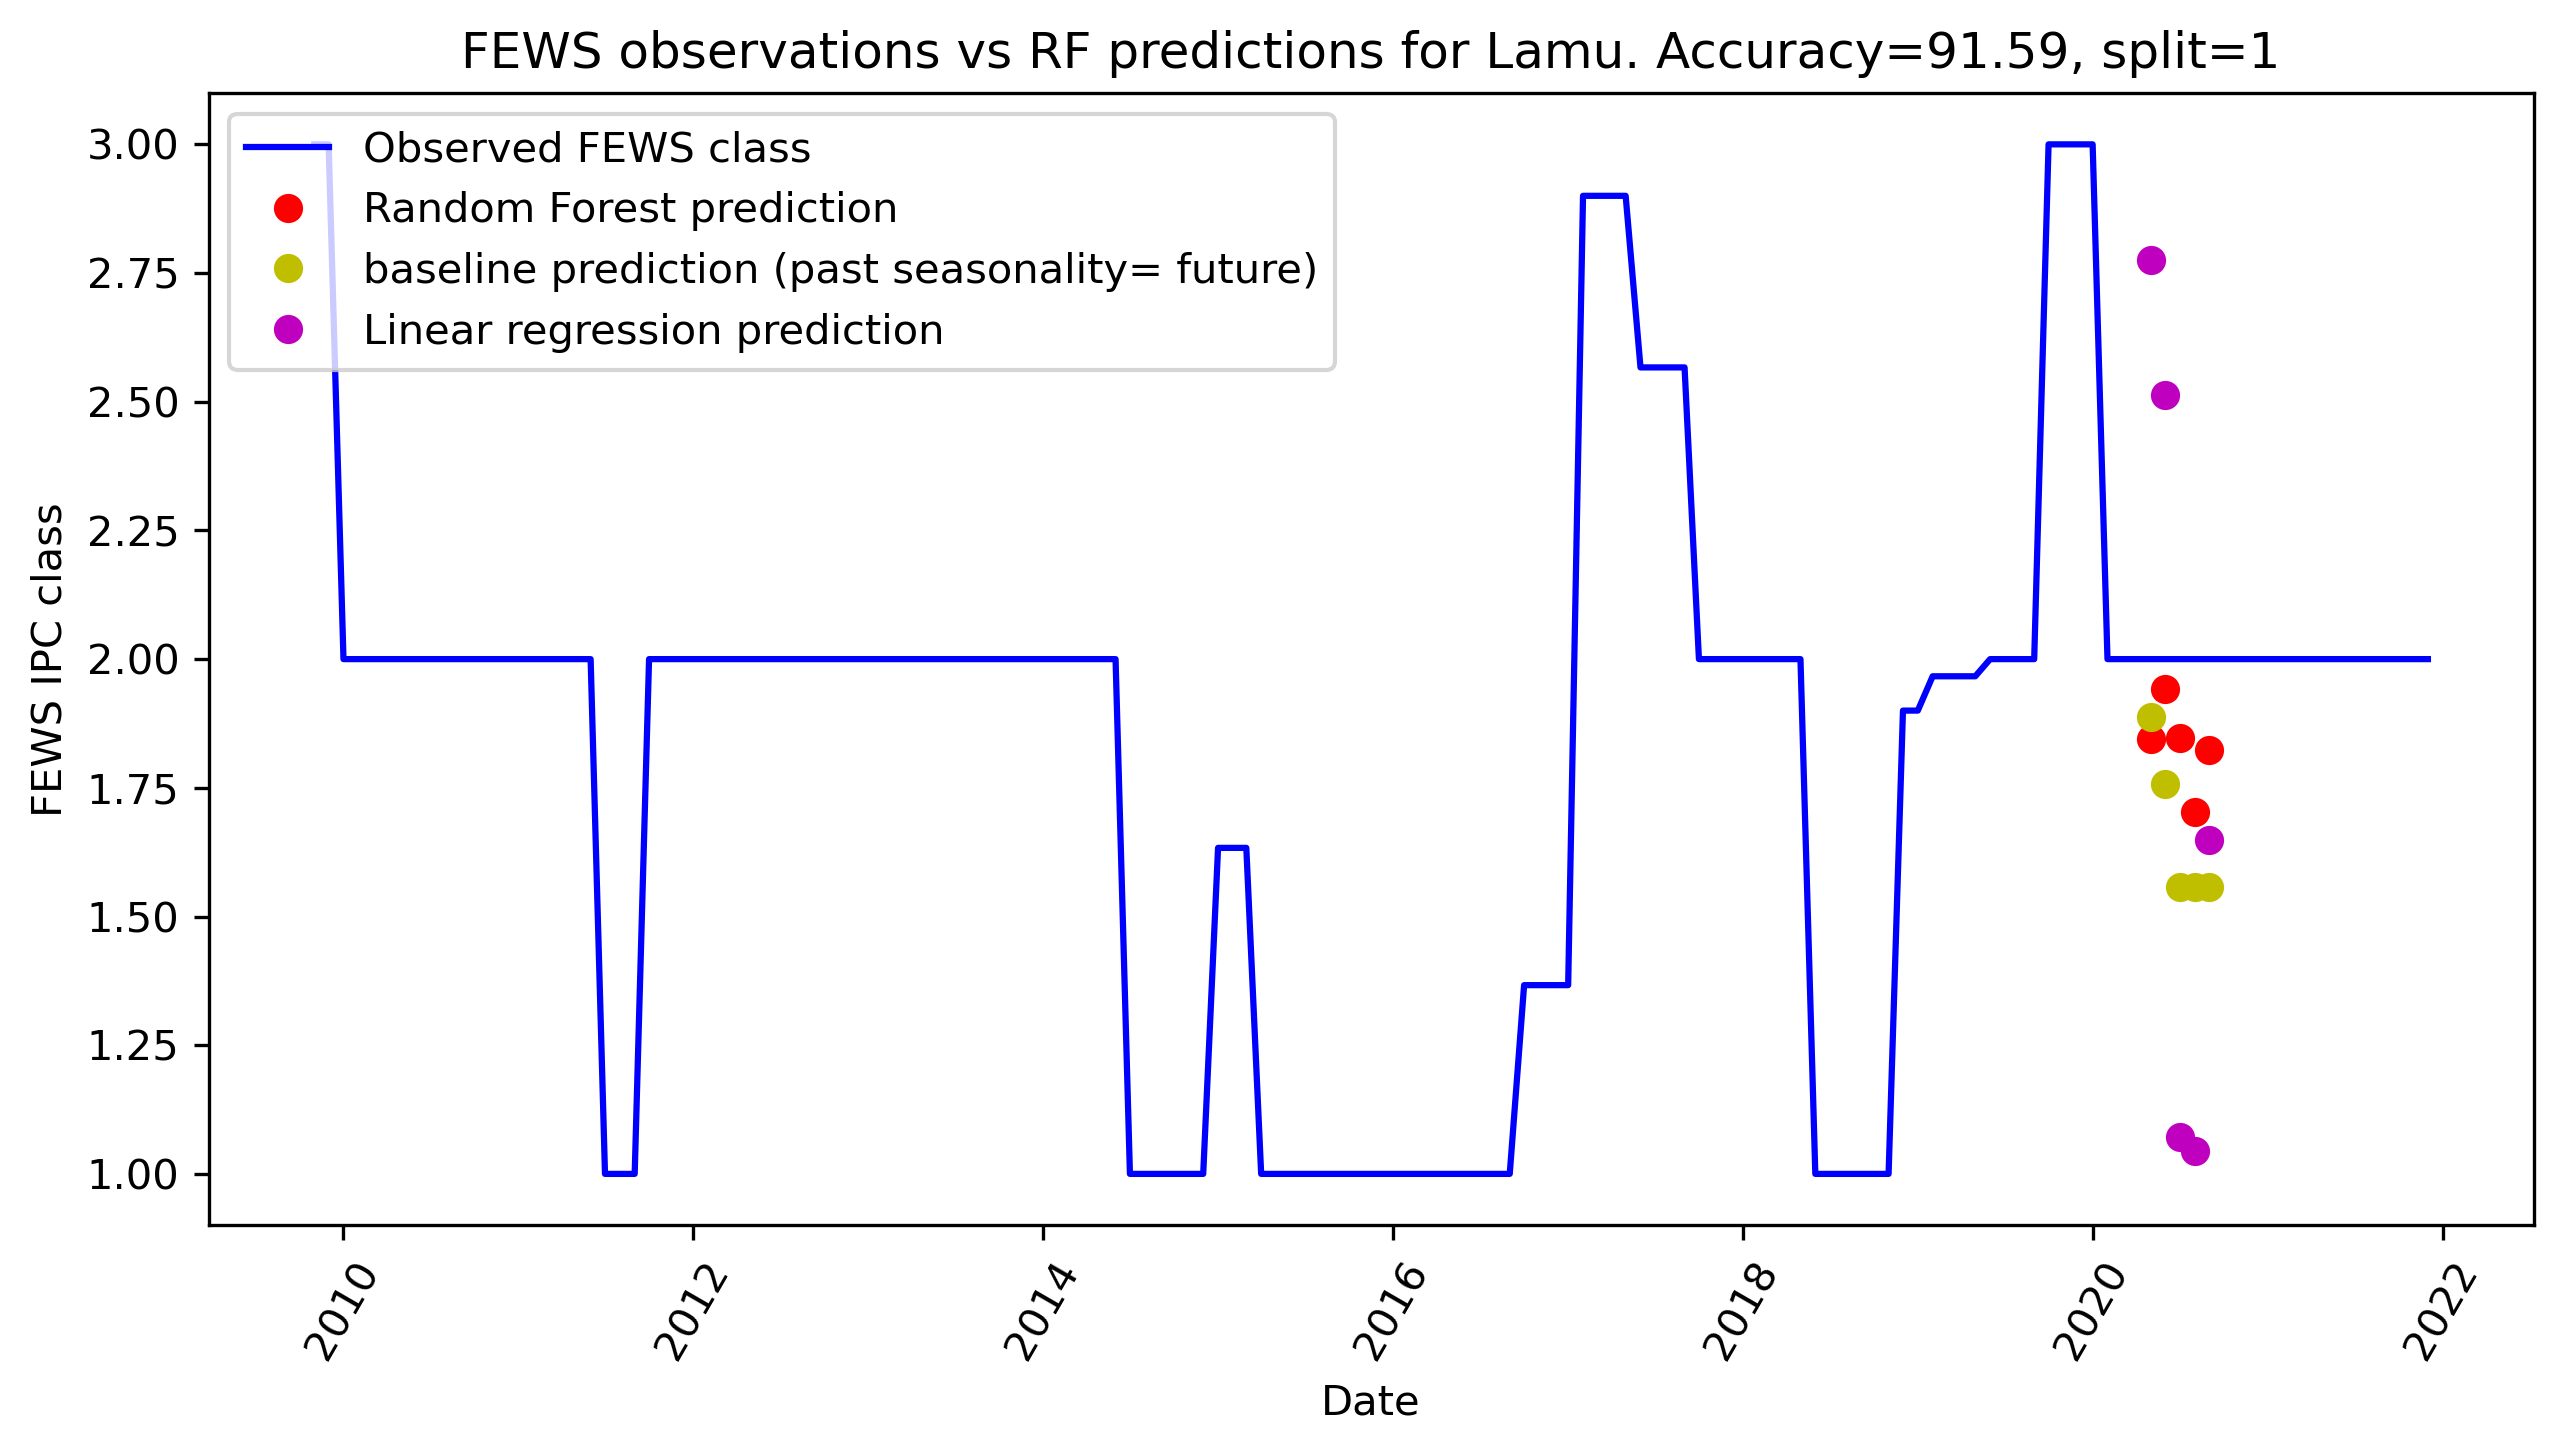 FEWS observations vs RF predictions for Lamu. Accuracy=91.59, split=1
Observed FEWS class
Random Forest prediction
baseline prediction (past seasonality= future)
Linear regression prediction
3.00
2.75
2.50
2.25
2.00
1.75
1.50
1.25
1.00
FEWS IPC class
2010
2012
2014
2016
2018
2020
2022
Date